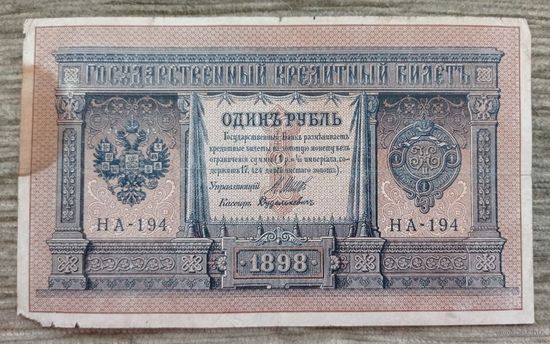 ГОСУДАРСТВЕННЫЙ КРЕДИТНЫЙ БИЛЕТЪ
ОДИНЪ РУБЛЬ
Государственный Банкъ размѣниваетъ
кредитные билеты на золотую монету безъ
ограниченія суммы (1 р. = 1/15 имперіала, со-
держитъ 17,424 долей чистаго золота).
Управляющій
Кассиръ
НА-194
НА-194
1898